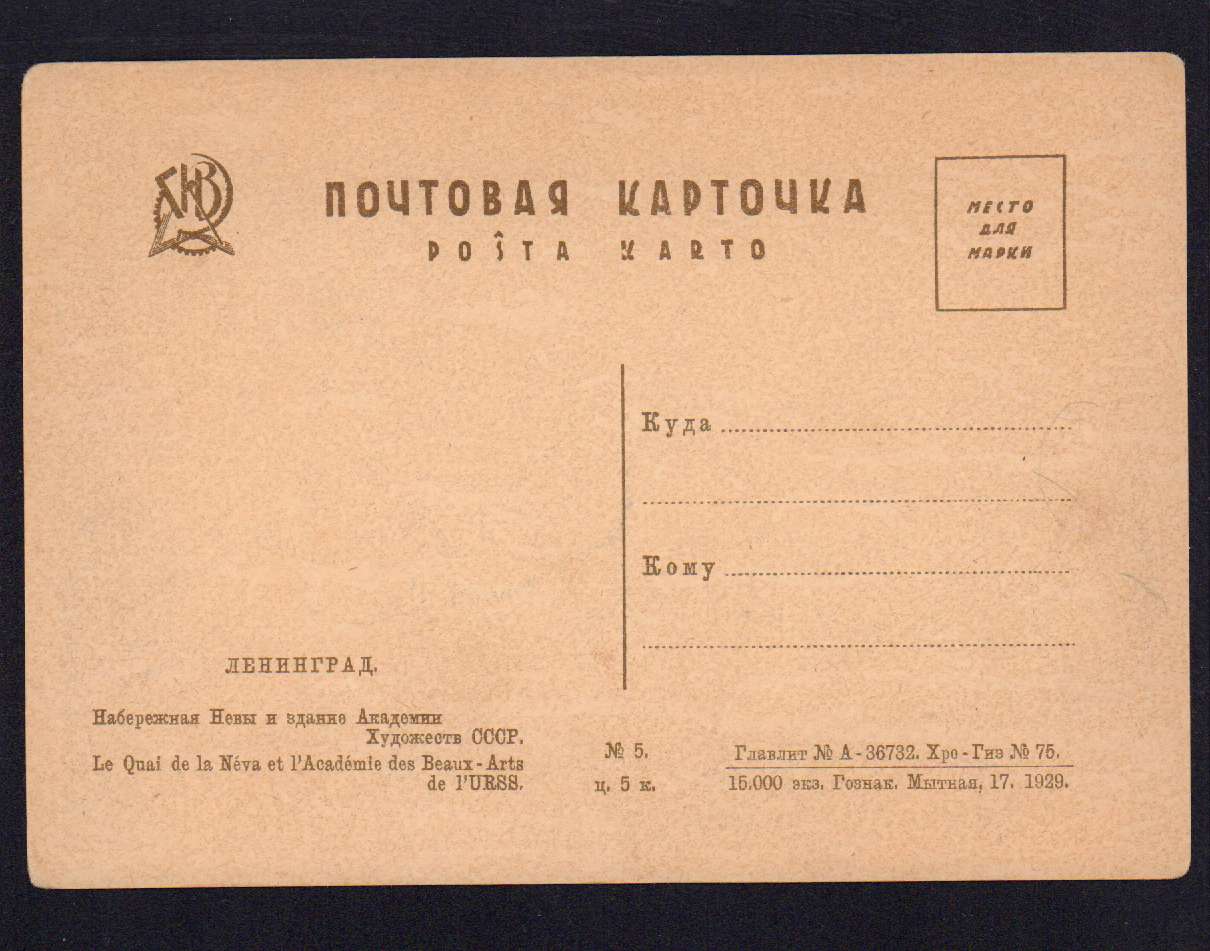 ПОЧТОВАЯ КАРТОЧКА
POŜTA KARTO
МЕСТО
ДЛЯ
МАРКИ
Куда
Кому
ЛЕНИНГРАД.
Набережная Невы и здание Академии
Художеств СССР.
Le Quai de la Néva et l'Académie des Beaux-Arts
de l'URSS.
№ 5.
ц. 5 к.
Главлит № А-36732. Хро-Гиз № 75.
15.000 экз. Гознак. Мытная, 17. 1929.